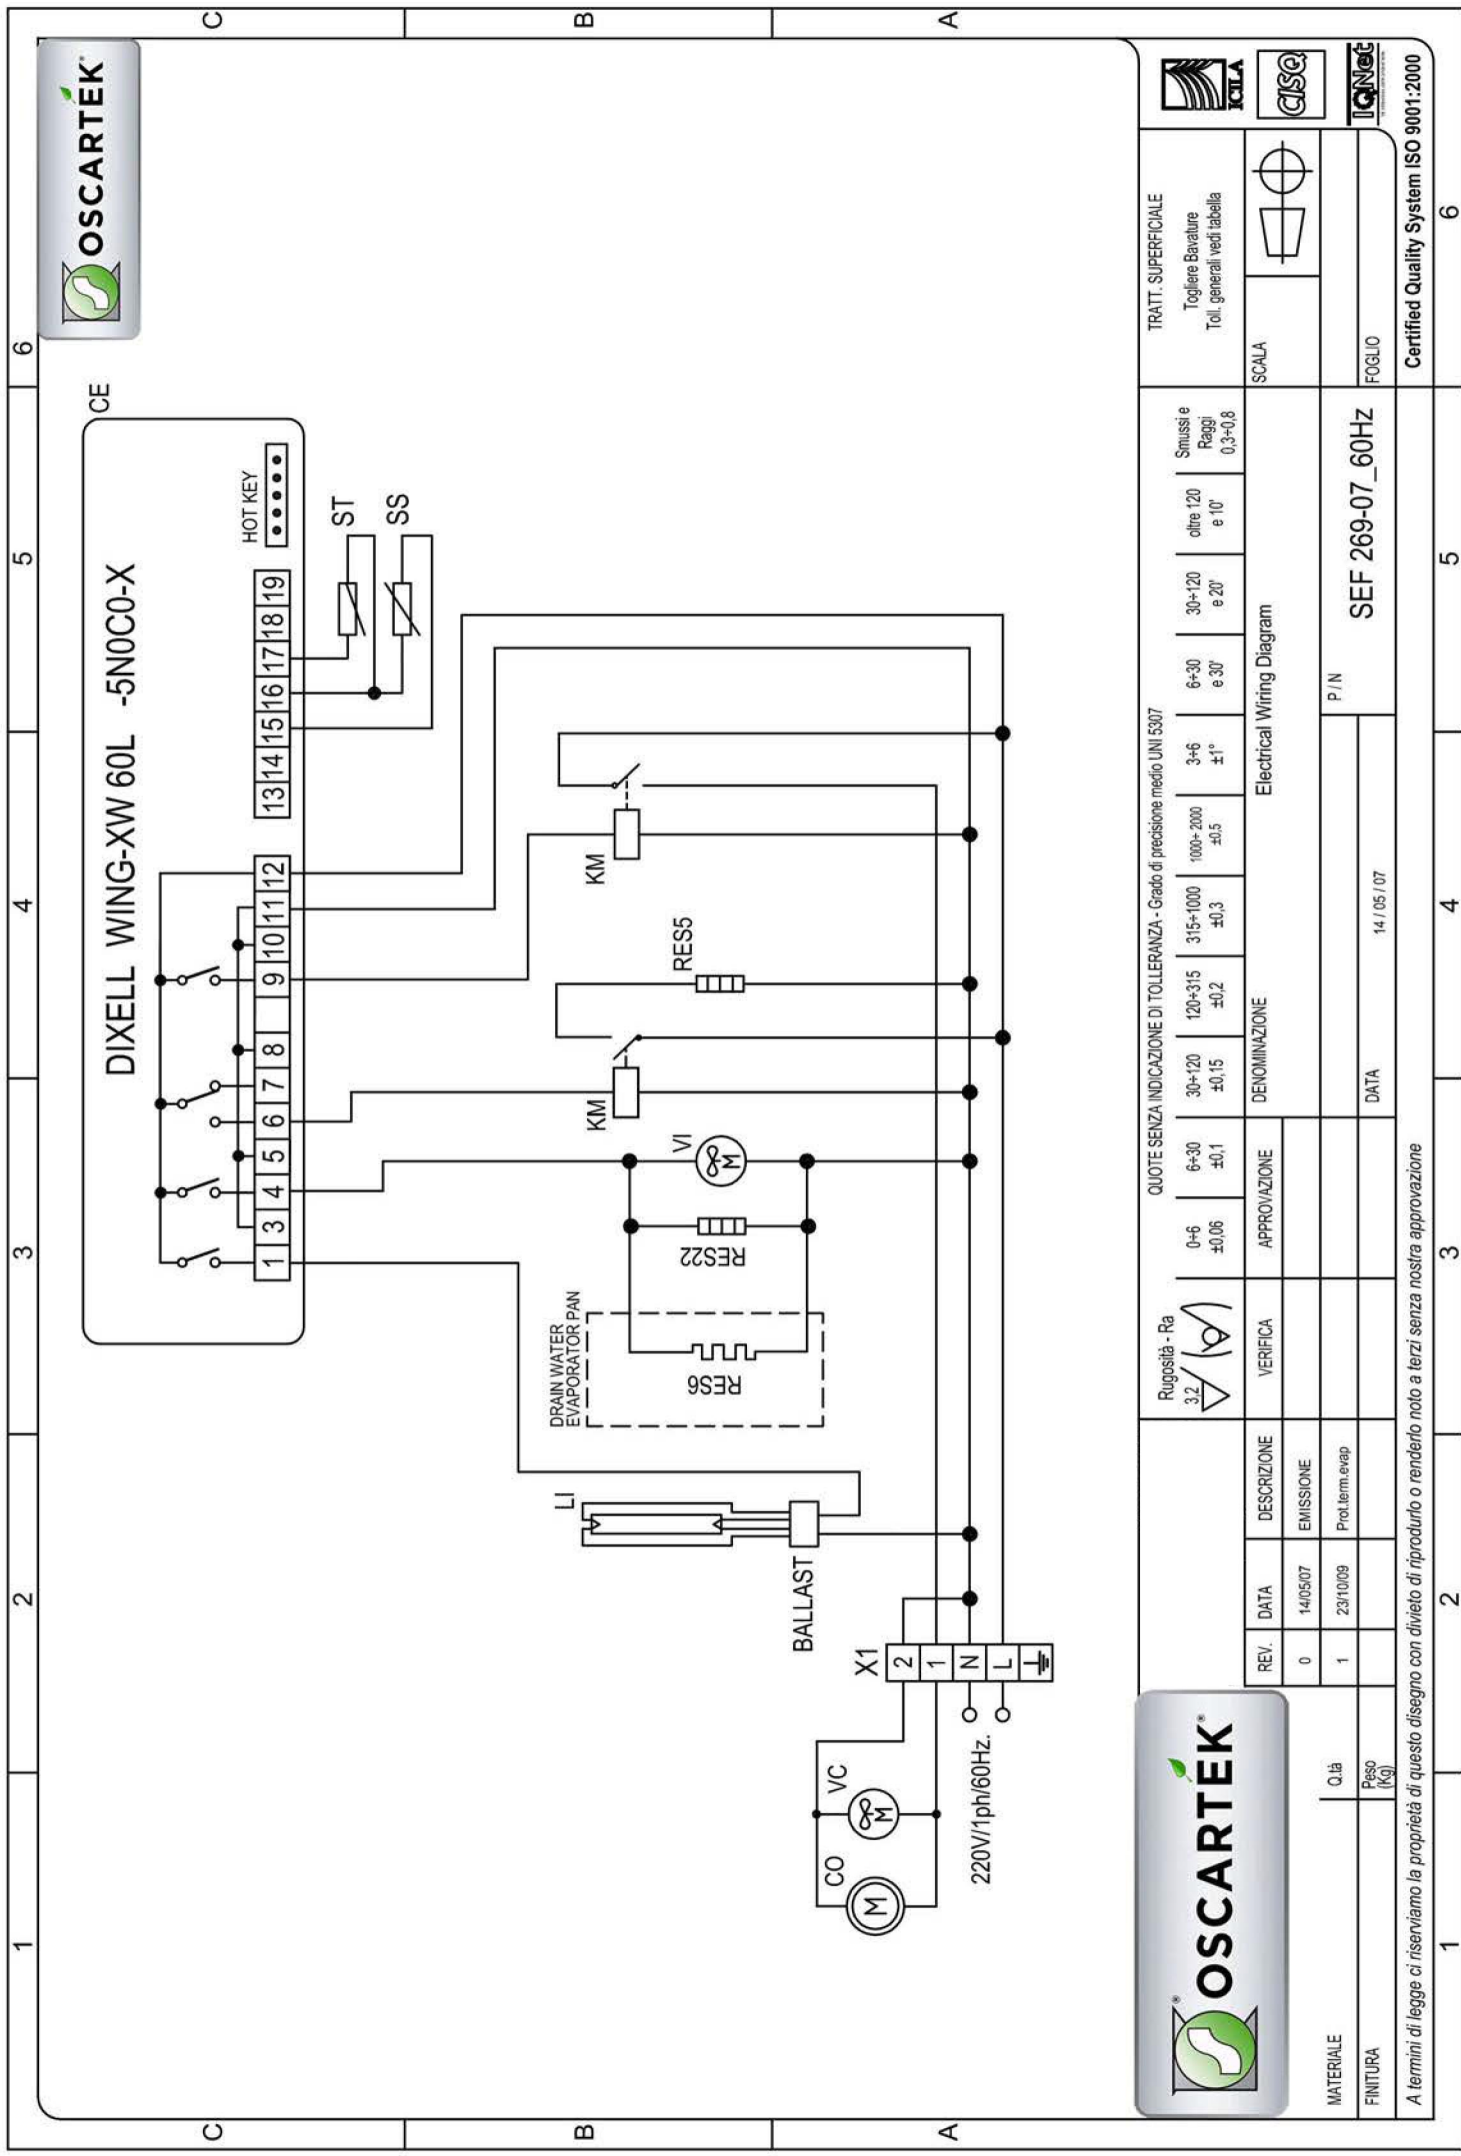 1 2 3 4 5 6
C
B
A
OSCARTEK
CE
DIXELL WING-XW 60L -5N0C0-X
HOT KEY
1 3 4 5 6 7 8 9 10 11 12 13 14 15 16 17 18 19
ST
SS
DRAIN WATER
EVAPORATOR PAN
LI
KM
KM
VI
RES5
RES22
RES6
M
BALLAST
X1
2
1
N
L
VC
M
CO
M
220V/1ph/60Hz.
C
B
A
OSCARTEK
MATERIALE
FINITURA
Q.tà
Peso
(Kg)
REV. DATA DESCRIZIONE VERIFICA APPROVAZIONE
0 14/05/07 EMISSIONE
1 23/10/09 Prot.term.evap
Rugosità - Ra
3,2
QUOTE SENZA INDICAZIONE DI TOLLERANZA - Grado di precisione medio UNI 5307
0÷6 6÷30 30÷120 120÷315 315÷1000 1000÷2000 3÷6 6÷30 30÷120 oltre 120 Smussi e
±0,06 ±0,1 ±0,15 ±0,2 ±0,3 ±0,5 ±1° e 30' e 20' e 10' Raggi
0,3÷0,8
TRATT. SUPERFICIALE
Togliere Bavature
Toll. generali vedi tabella
DENOMINAZIONE
Electrical Wiring Diagram
SCALA
DATA
14 / 05 / 07
P / N
SEF 269-07_60Hz
FOGLIO
ICILA
CISQ
IQNet
A termini di legge ci riserviamo la proprietà di questo disegno con divieto di riprodurlo o renderlo noto a terzi senza nostra approvazione
Certified Quality System ISO 9001:2000
1 2 3 4 5 6